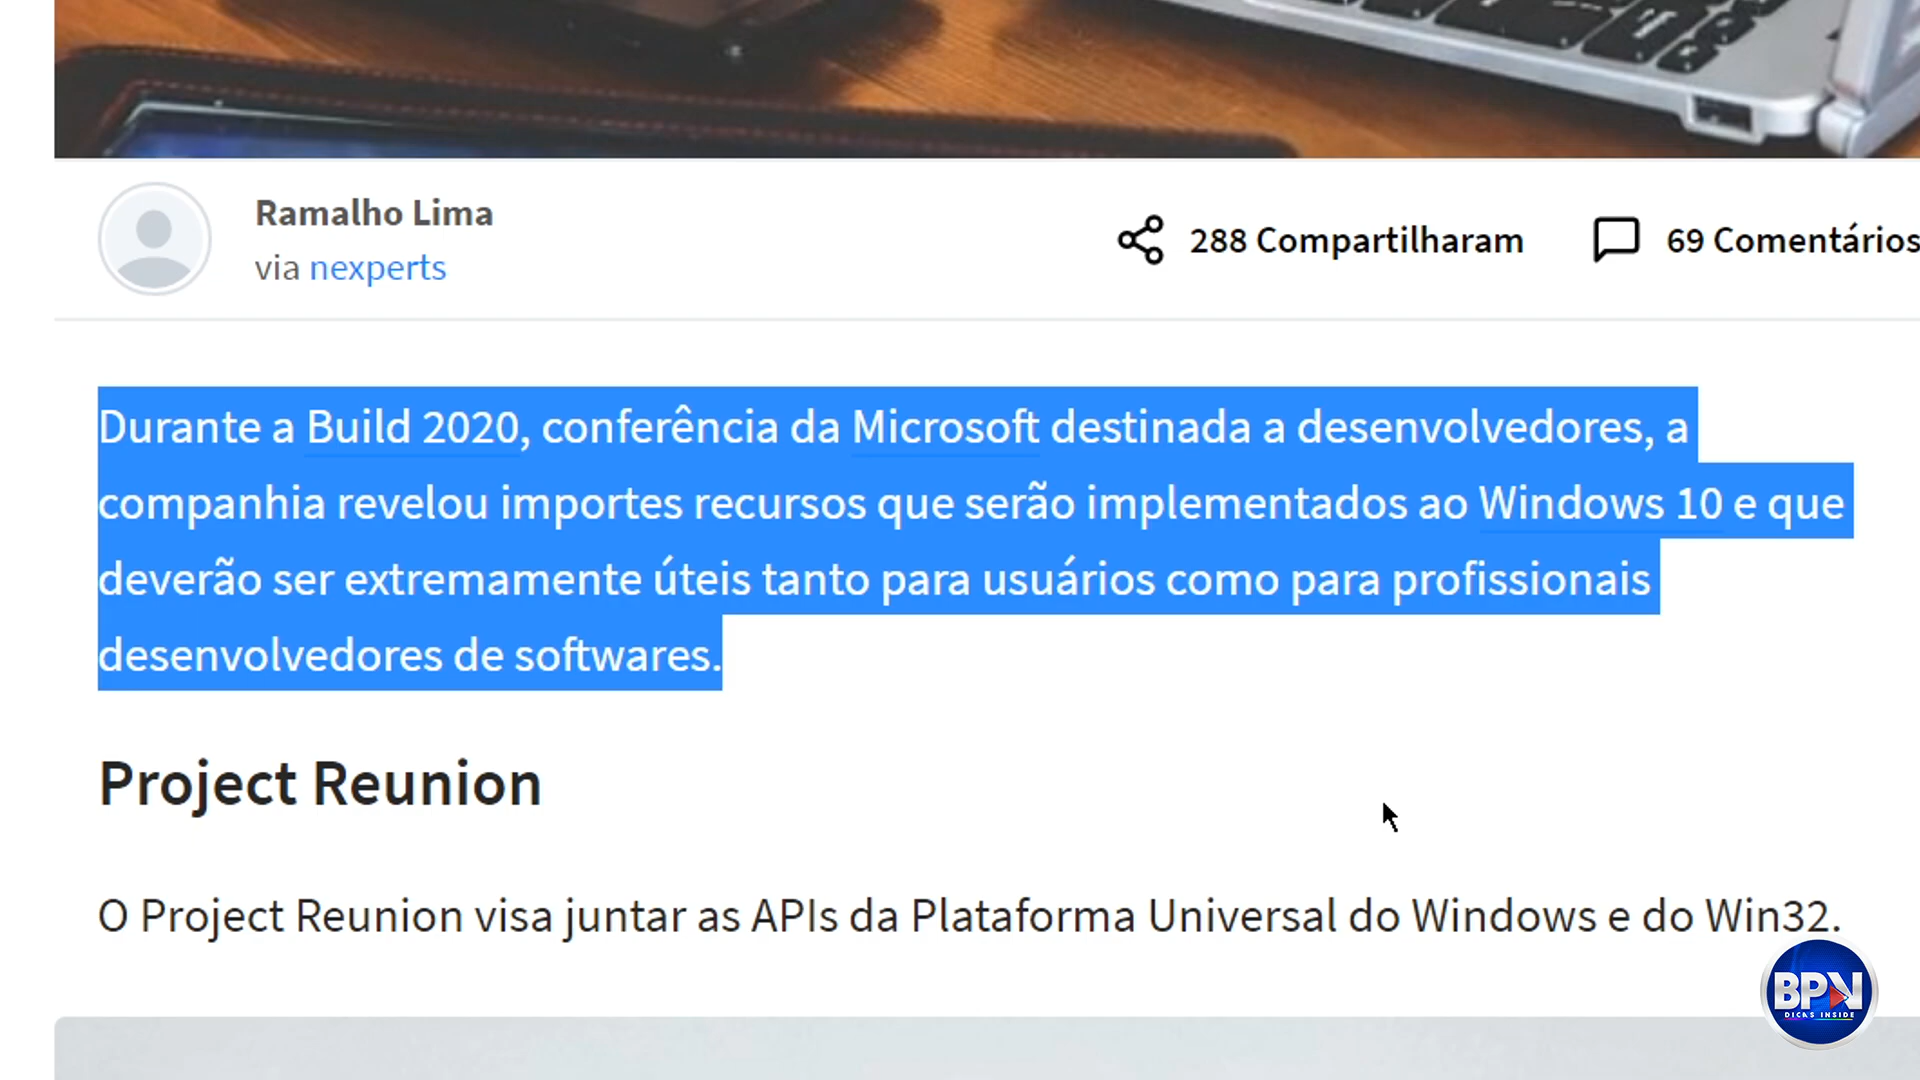 Ramalho Lima
via nexperts
288 Compartilharam
69 Comentários
Durante a Build 2020, conferência da Microsoft destinada a desenvolvedores, a
companhia revelou importes recursos que serão implementados ao Windows 10 e que
deverão ser extremamente úteis tanto para usuários como para profissionais
desenvolvedores de softwares.
Project Reunion
O Project Reunion visa juntar as APIs da Plataforma Universal do Windows e do Win32.
BPN
DICAS INSIDE